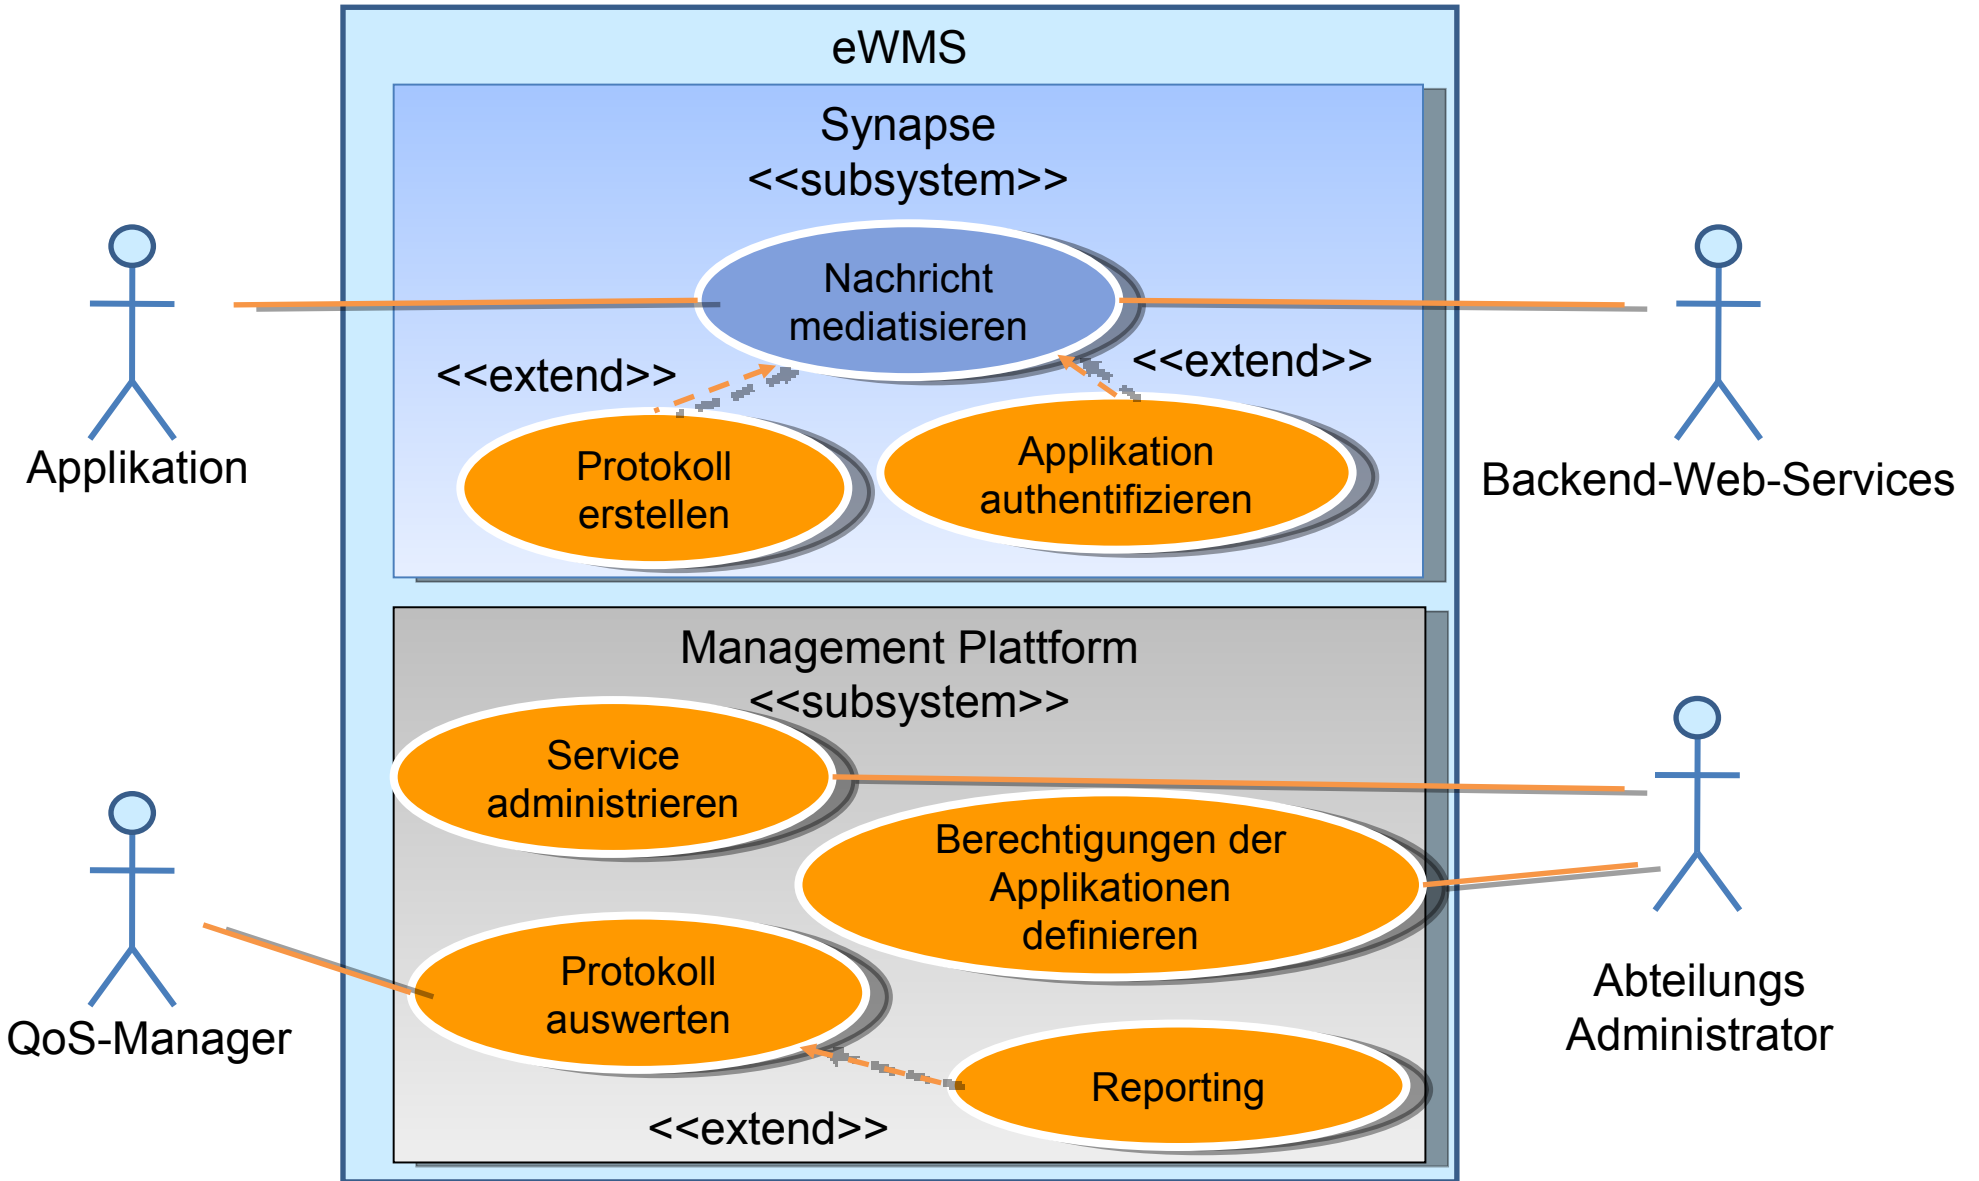 eWMS
Synapse
<<subsystem>>
Nachricht
mediatisieren
<<extend>>
<<extend>>
Protokoll
erstellen
Applikation
authentifizieren
Applikation
Backend-Web-Services
Management Plattform
<<subsystem>>
Service
administrieren
Berechtigungen der
Applikationen
definieren
Protokoll
auswerten
Reporting
<<extend>>
QoS-Manager
Abteilungs
Administrator